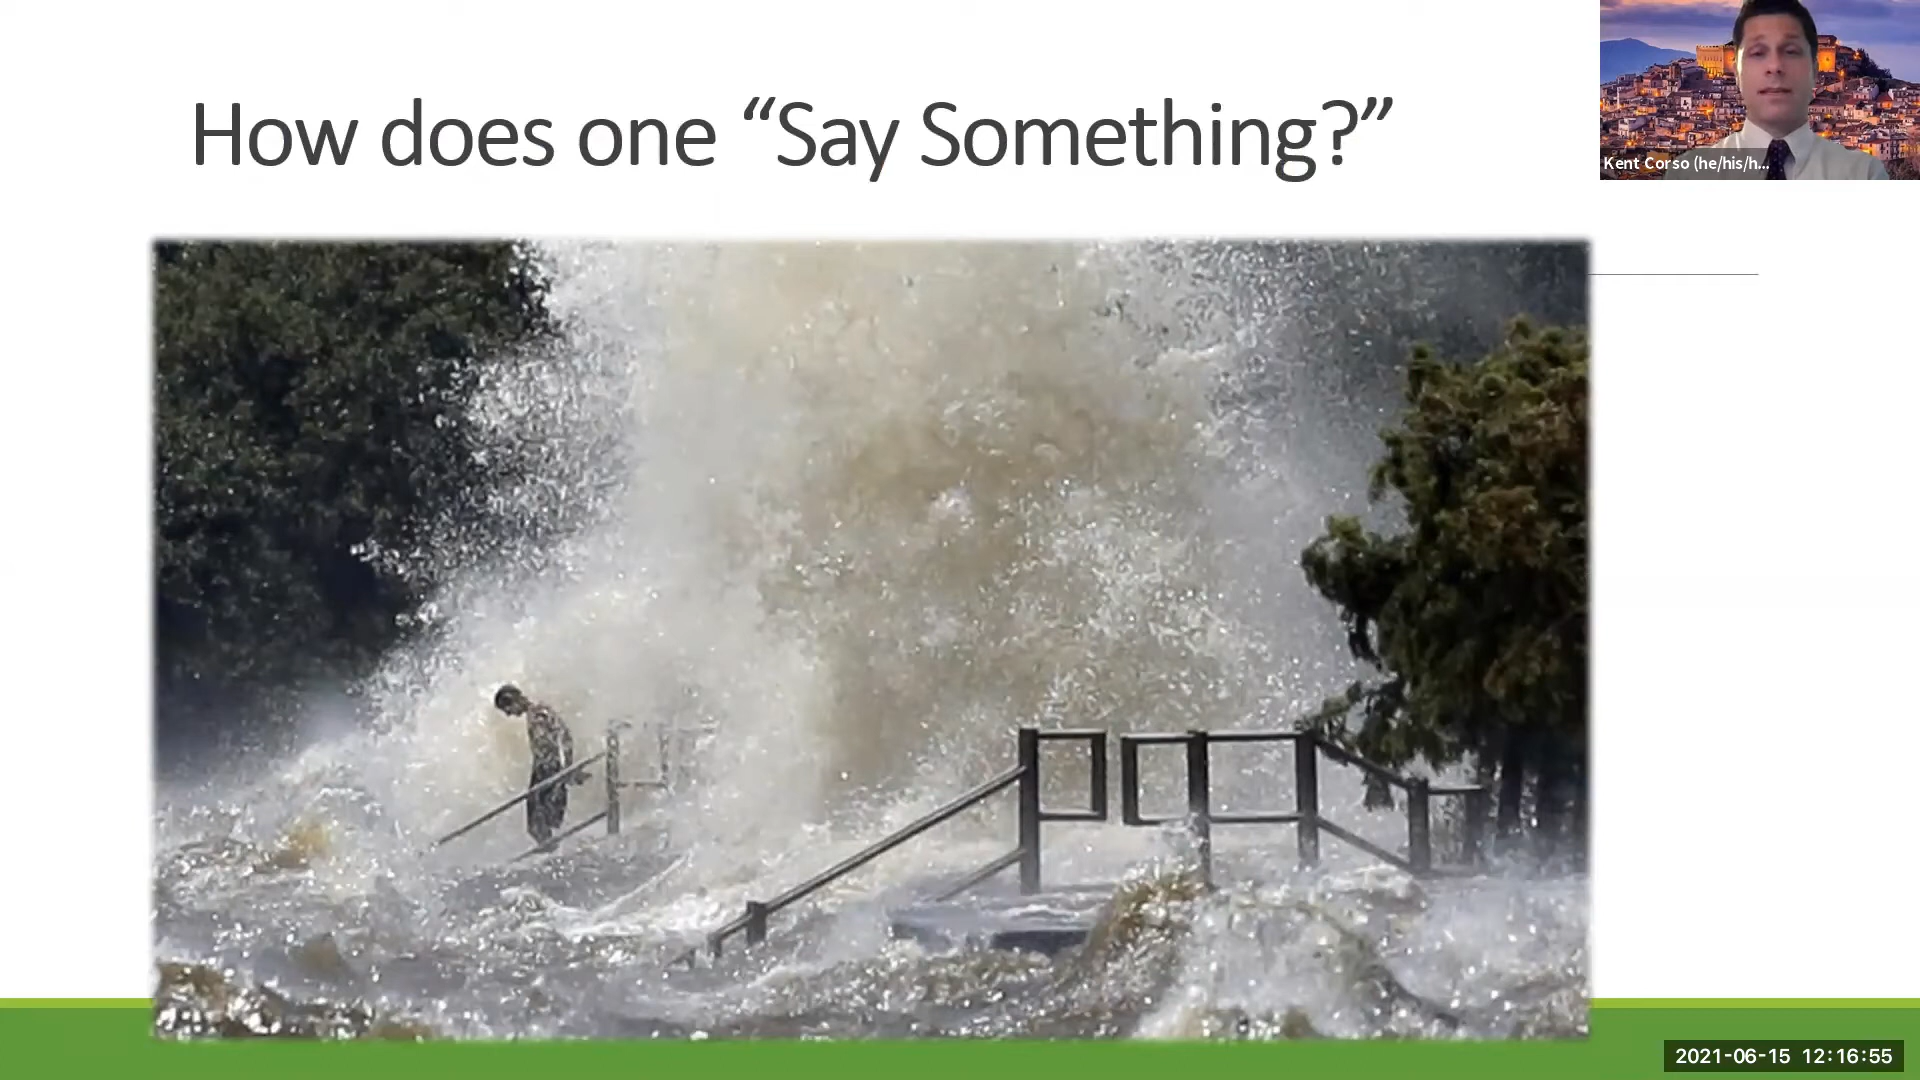 How does one “Say Something?”
Kent Corso (he/his/h...
2021-06-15 12:16:55